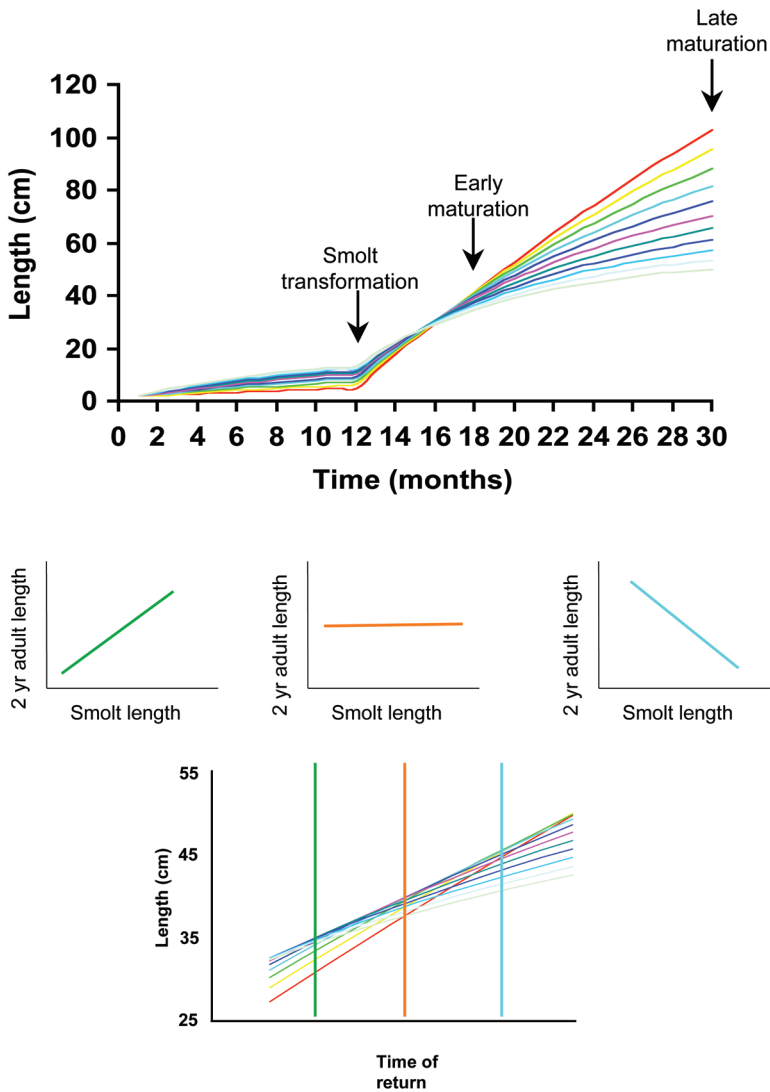 Late
maturation
120
100
80
60
40
20
0
Length (cm)
Early
maturation
Smolt
transformation
0 2 4 6 8 10 12 14 16 18 20 22 24 26 28 30
Time (months)
2 yr adult length
Smolt length
2 yr adult length
Smolt length
2 yr adult length
Smolt length
55
45
35
25
Length (cm)
Time of
return